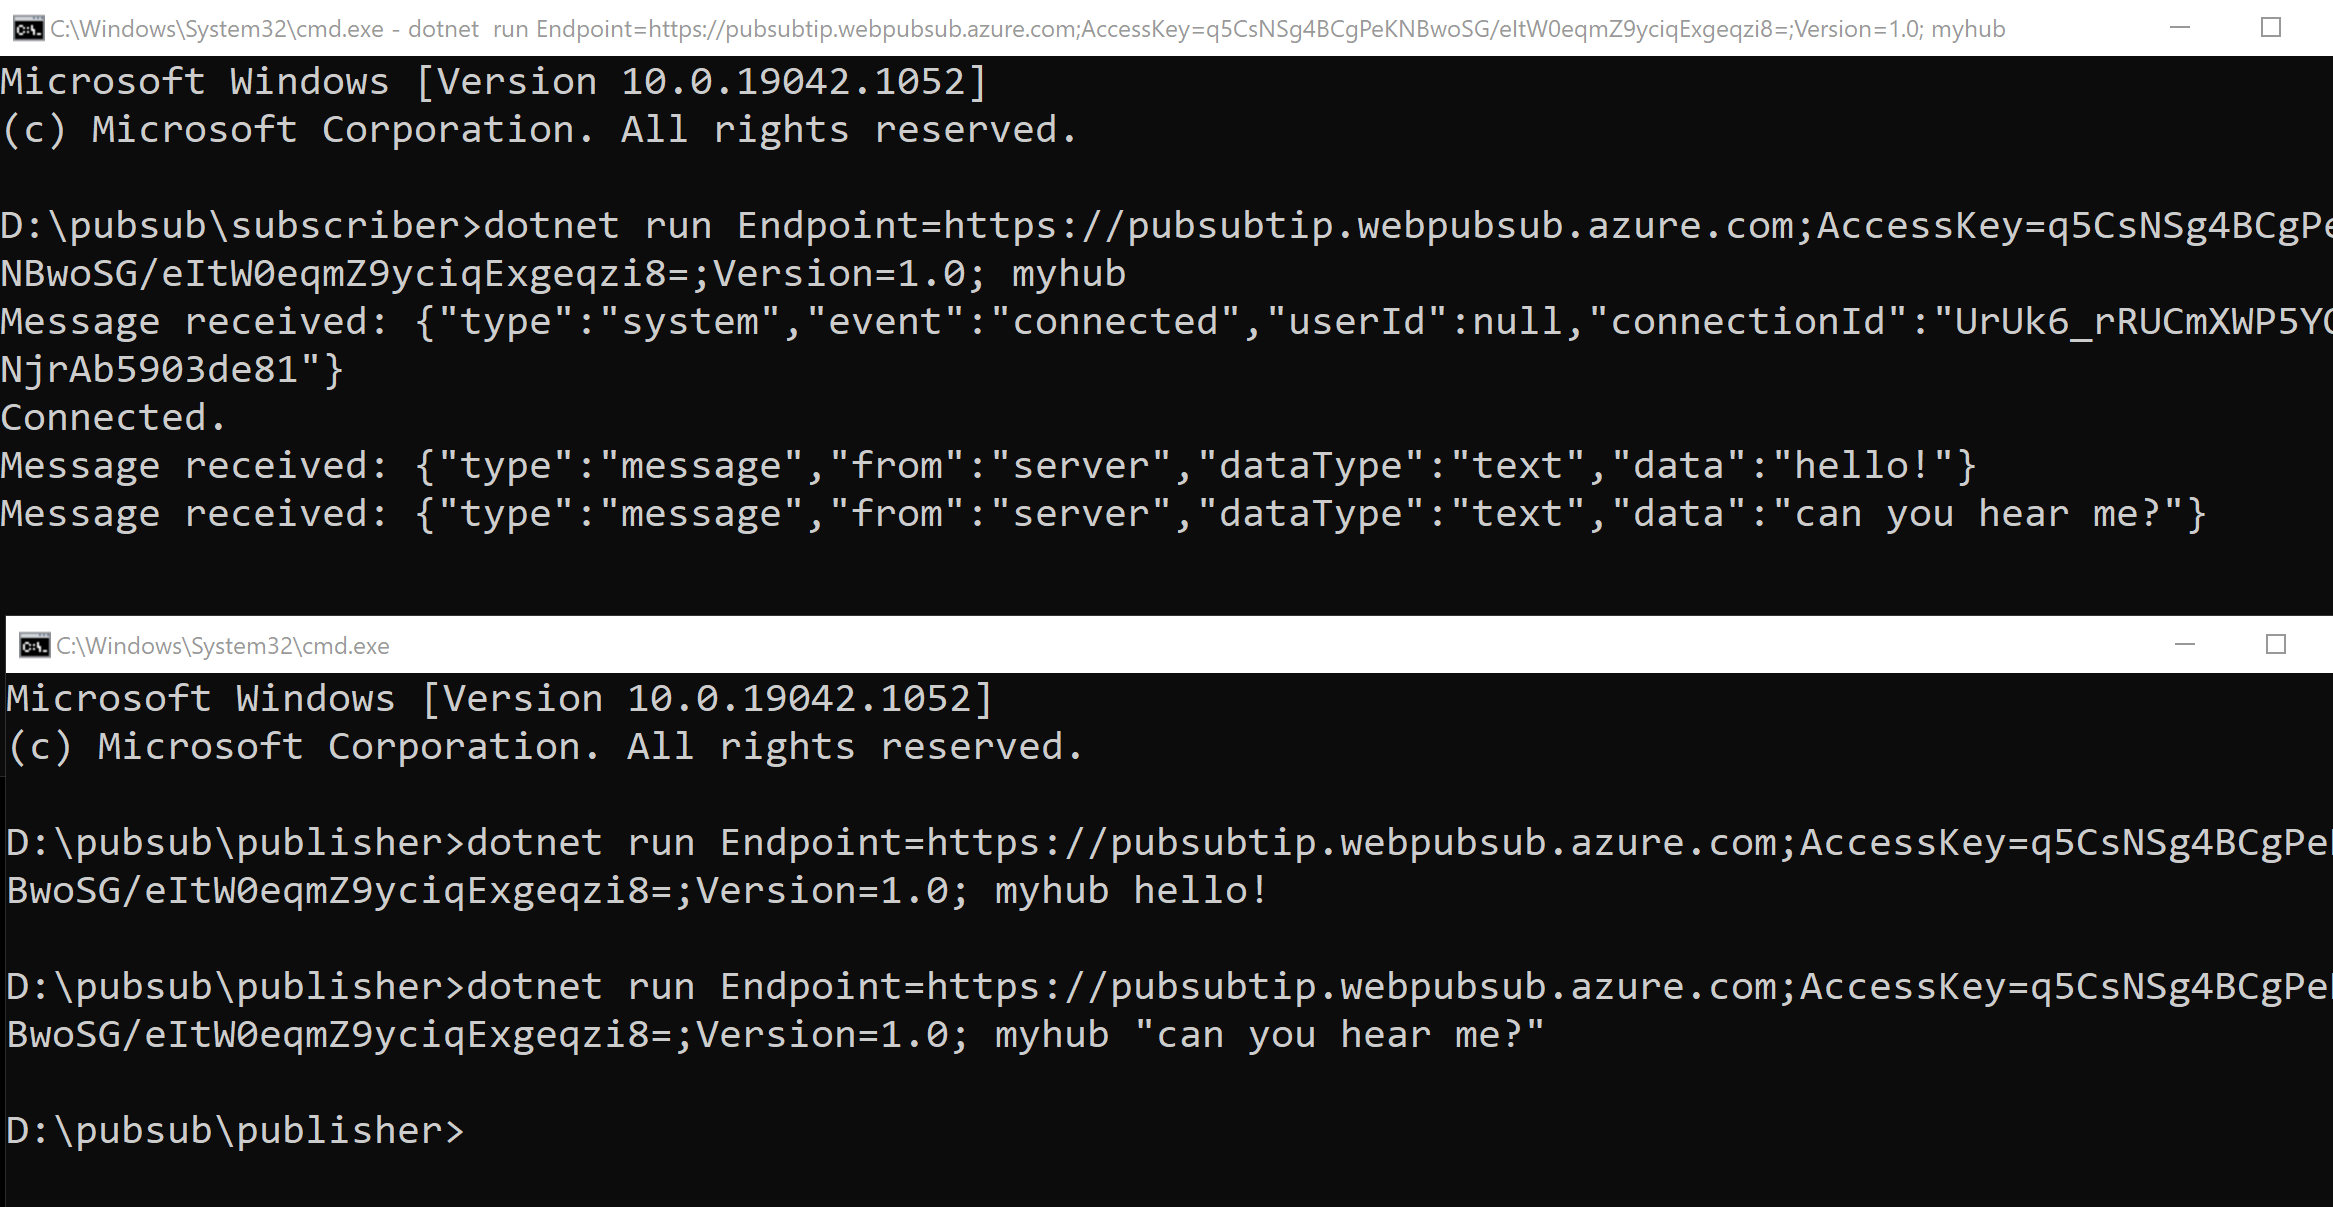 C:\Windows\System32\cmd.exe - dotnet  run Endpoint=https://pubsubtip.webpubsub.azure.com;AccessKey=q5CsNSg4BCgPeKNBwoSG/eItW0eqmZ9yciqExgeqzi8=;Version=1.0; myhub
Microsoft Windows [Version 10.0.19042.1052]
(c) Microsoft Corporation. All rights reserved.
D:\pubsub\subscriber>dotnet run Endpoint=https://pubsubtip.webpubsub.azure.com;AccessKey=q5CsNSg4BCgPe
NBwoSG/eItW0eqmZ9yciqExgeqzi8=;Version=1.0; myhub
Message received: {"type":"system","event":"connected","userId":null,"connectionId":"UrUk6_rRUCmXWP5Y
NjrAb5903de81"}
Connected.
Message received: {"type":"message","from":"server","dataType":"text","data":"hello!"}
Message received: {"type":"message","from":"server","dataType":"text","data":"can you hear me?"}
C:\Windows\System32\cmd.exe
Microsoft Windows [Version 10.0.19042.1052]
(c) Microsoft Corporation. All rights reserved.
D:\pubsub\publisher>dotnet run Endpoint=https://pubsubtip.webpubsub.azure.com;AccessKey=q5CsNSg4BCgPe
BwoSG/eItW0eqmZ9yciqExgeqzi8=;Version=1.0; myhub hello!
D:\pubsub\publisher>dotnet run Endpoint=https://pubsubtip.webpubsub.azure.com;AccessKey=q5CsNSg4BCgPe
BwoSG/eItW0eqmZ9yciqExgeqzi8=;Version=1.0; myhub "can you hear me?"
D:\pubsub\publisher>